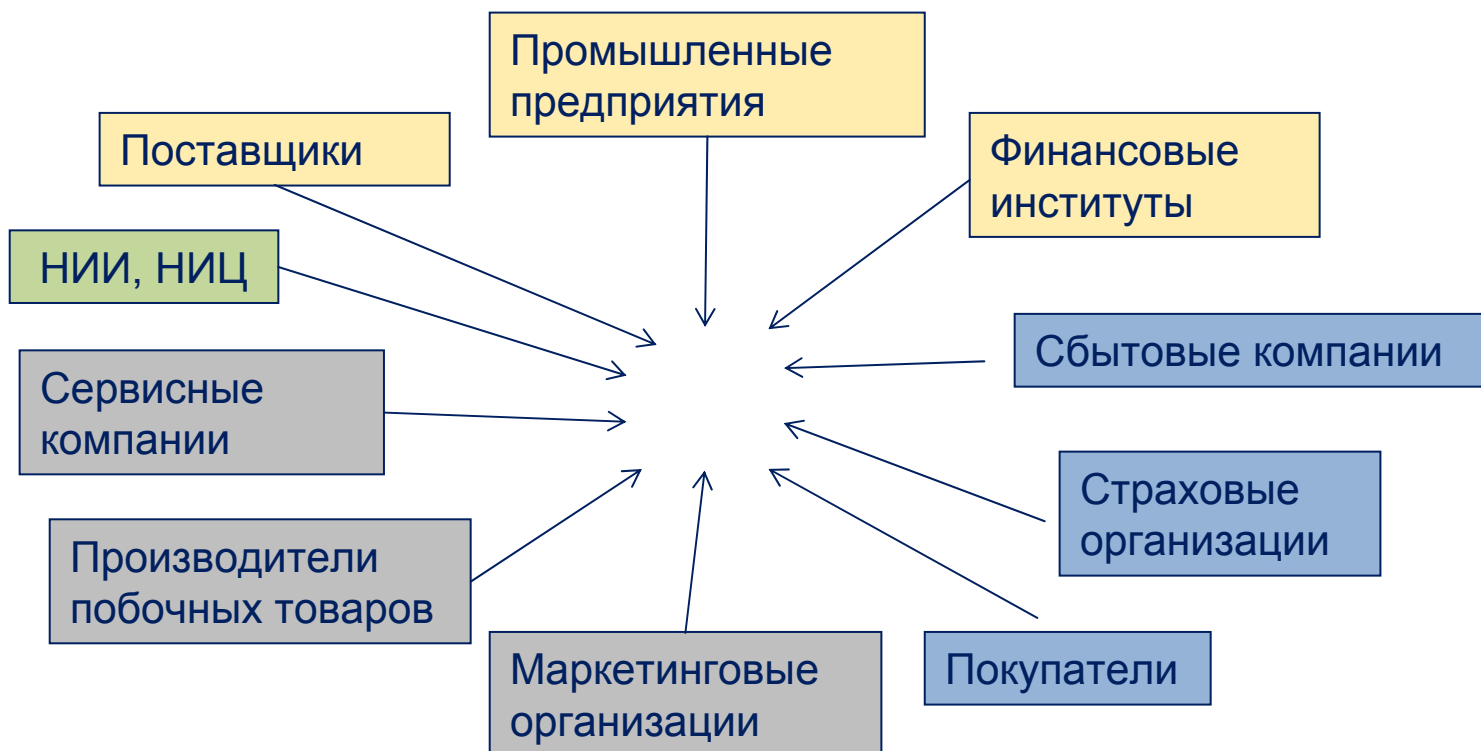 Промышленные
предприятия
Поставщики
Финансовые
институты
НИИ, НИЦ
Сбытовые компании
Сервисные
компании
Страховые
организации
Производители
побочных товаров
Маркетинговые
организации
Покупатели